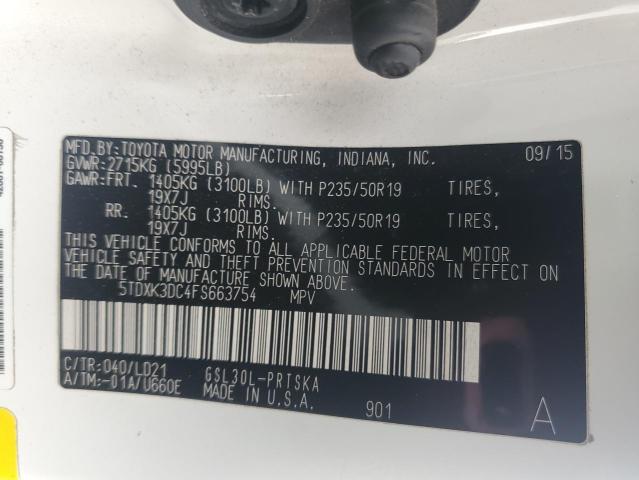 MFD.BY:TOYOTA MOTOR MANUFACTURING, INDIANA, INC. 09/15
GVWR:2715KG (5995LB)
GAWR:FRT. 1405KG (3100LB) WITH P235/50R19 TIRES,
19X7J RIMS.
RR. 1405KG (3100LB) WITH P235/50R19 TIRES,
19X7J RIMS.
THIS VEHICLE CONFORMS TO ALL APPLICABLE FEDERAL MOTOR
VEHICLE SAFETY AND THEFT PREVENTION STANDARDS IN EFFECT ON
THE DATE OF MANUFACTURE SHOWN ABOVE.
5TDXK3DC4FS663754 MPV
C/TR:040/LD21 GSL30L-PRTSKA
A/TM:-01A/U660E MADE IN U.S.A. 901 A